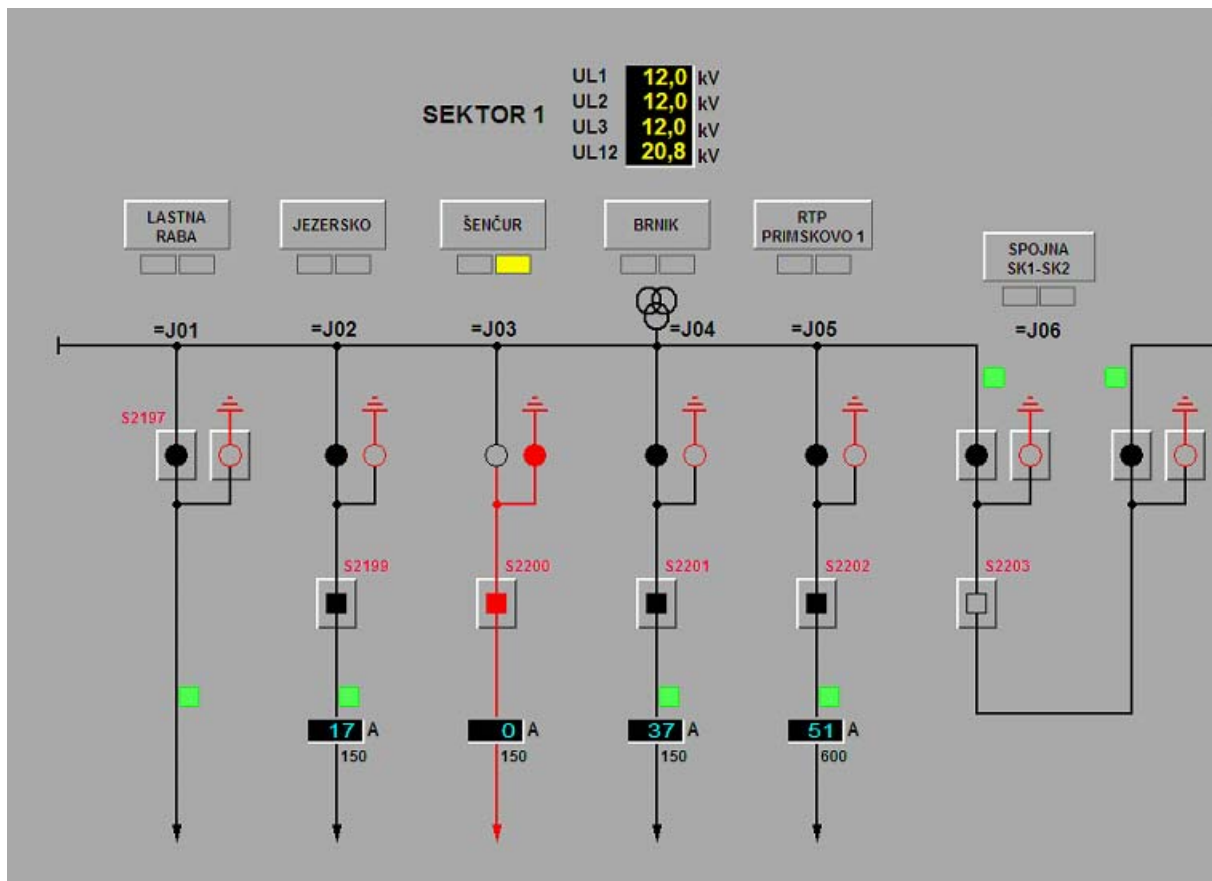 SEKTOR 1
UL1 12,0 kV
UL2 12,0 kV
UL3 12,0 kV
UL12 20,8 kV
LASTNA
RABA
JEZERSKO
ŠENČUR
BRNIK
RTP
PRIMSKOVO 1
SPOJNA
SK1-SK2
=J01
=J02
=J03
=J04
=J05
=J06
S2197
S2199
S2200
S2201
S2202
S2203
17 A
150
0 A
150
37 A
150
51 A
600